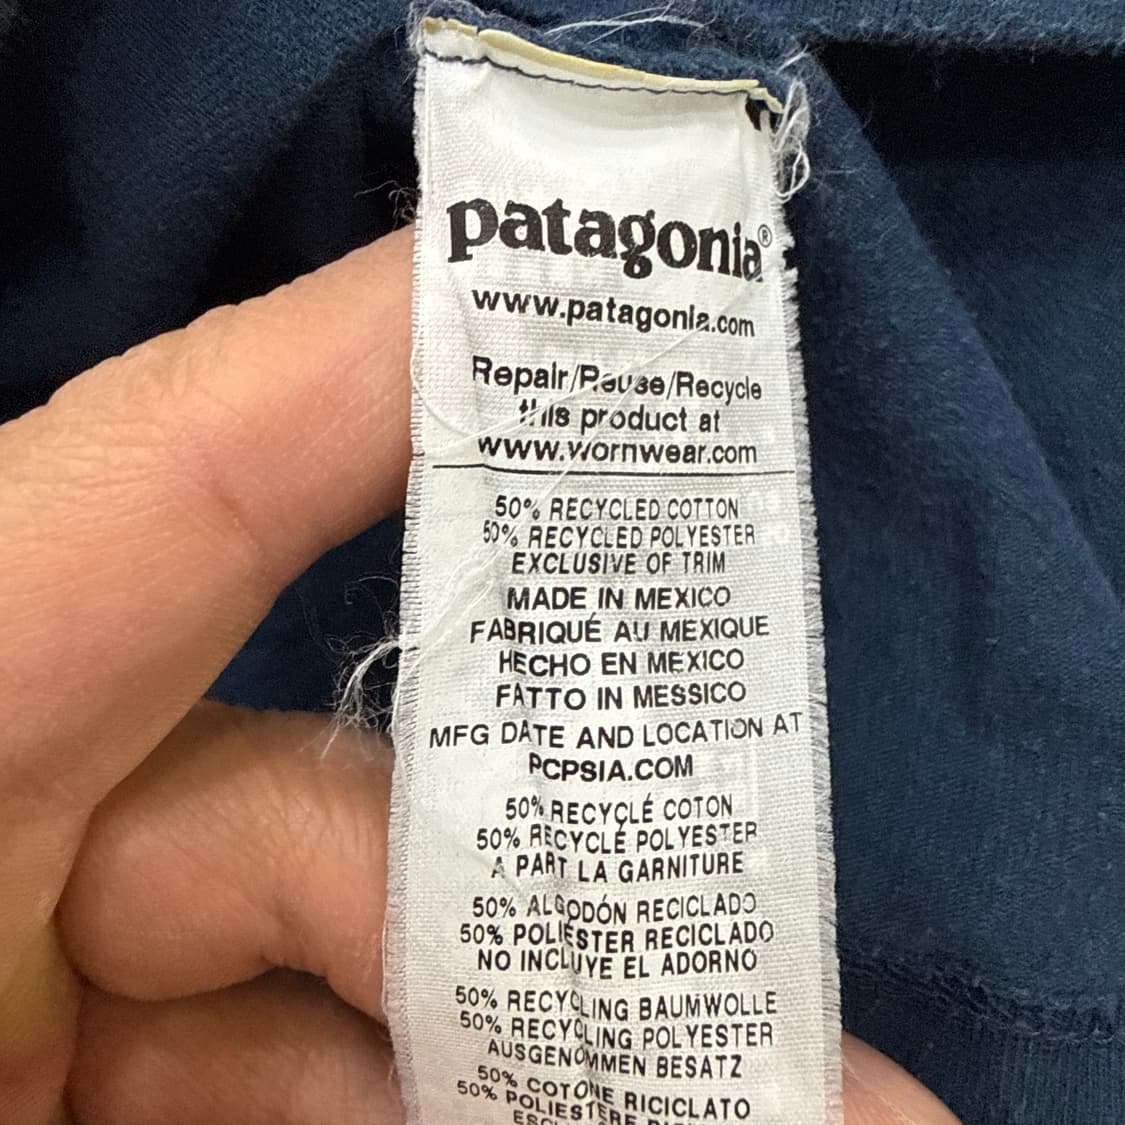 patagonia®
www.patagonia.com
Repair/Reuse/Recycle
this product at
www.wornwear.com
50% RECYCLED COTTON
50% RECYCLED POLYESTER
EXCLUSIVE OF TRIM
MADE IN MEXICO
FABRIQUÉ AU MEXIQUE
HECHO EN MEXICO
FATTO IN MESSICO
MFG DATE AND LOCATION AT
PCPSIA.COM
50% RECYCLÉ COTON
50% RECYCLÉ POLYESTER
A PART LA GARNITURE
50% ALGODÓN RECICLADO
50% POLIÉSTER RECICLADO
NO INCLUYE EL ADORNO
50% RECYCLING BAUMWOLLE
50% RECYCLING POLYESTER
AUSGENOMMEN BESATZ
50% COTONE RICICLATO
50% POLIESTERE